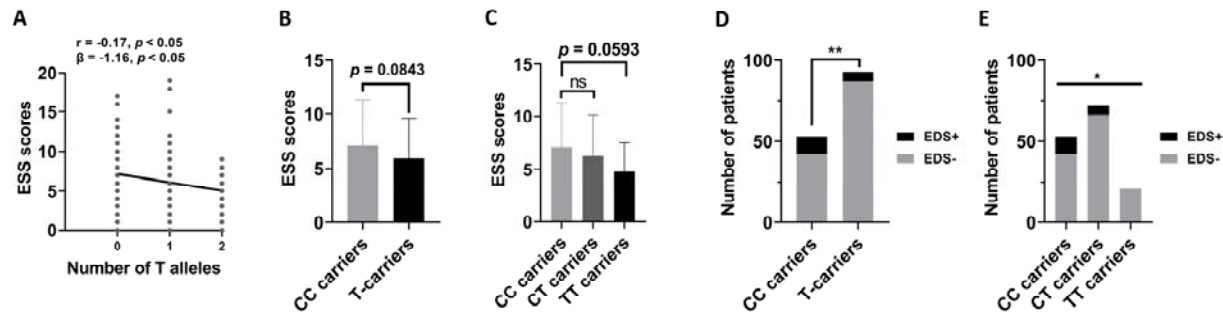 A
r = -0.17, p < 0.05
β = -1.16, p < 0.05
ESS scores
20
15
10
5
0
0 1 2
Number of T alleles
B
p = 0.0843
ESS scores
15
10
5
0
CC carriers
T-carriers
C
p = 0.0593
ns
ESS scores
15
10
5
0
CC carriers
CT carriers
TT carriers
D
**
Number of patients
100
50
0
EDS+
EDS-
CC carriers
T-carriers
E
*
Number of patients
100
50
0
EDS+
EDS-
CC carriers
CT carriers
TT carriers